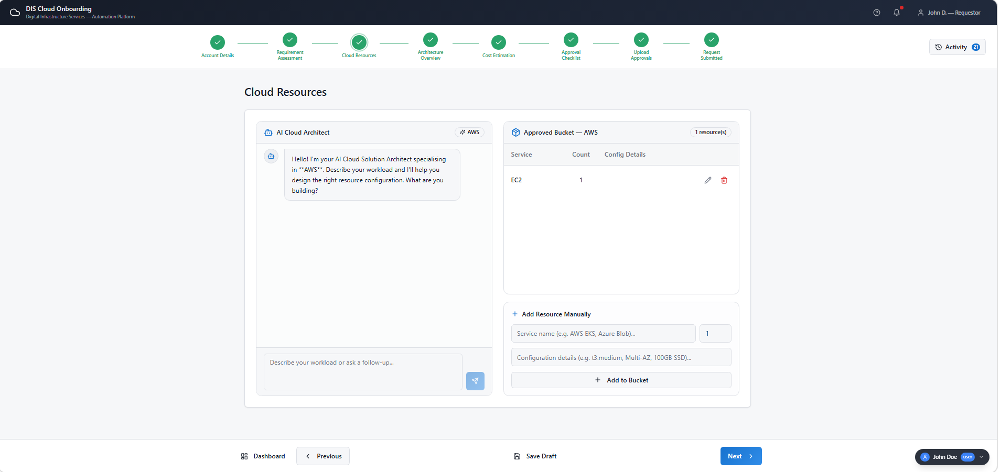 DIS Cloud Onboarding
Digital Infrastructure Services — Automation Platform
John D. — Requestor
Account Details
Requirement
Assessment
Cloud Resources
Architecture
Overview
Cost Estimation
Approval
Checklist
Upload
Approvals
Request
Submitted
Activity 21
Cloud Resources
AI Cloud Architect
AWS
Hello! I'm your AI Cloud Solution Architect specialising
in **AWS**. Describe your workload and I'll help you
design the right resource configuration. What are you
building?
Describe your workload or ask a follow-up...
Approved Bucket — AWS
1 resource(s)
Service Count Config Details
EC2 1
Add Resource Manually
Service name (e.g. AWS EKS, Azure Blob)...
1
Configuration details (e.g. t3.medium, Multi-AZ, 100GB SSD)...
Add to Bucket
Dashboard
Previous
Save Draft
Next
John Doe user